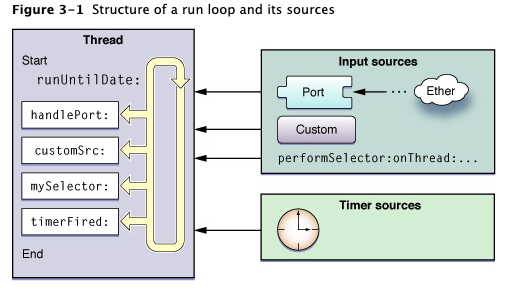 Figure 3-1 Structure of a run loop and its sources
Thread
Start
runUntilDate:
handlePort:
customSrc:
mySelector:
timerFired:
End
Input sources
Port
...
Ether
Custom
performSelector:onThread:...
Timer sources